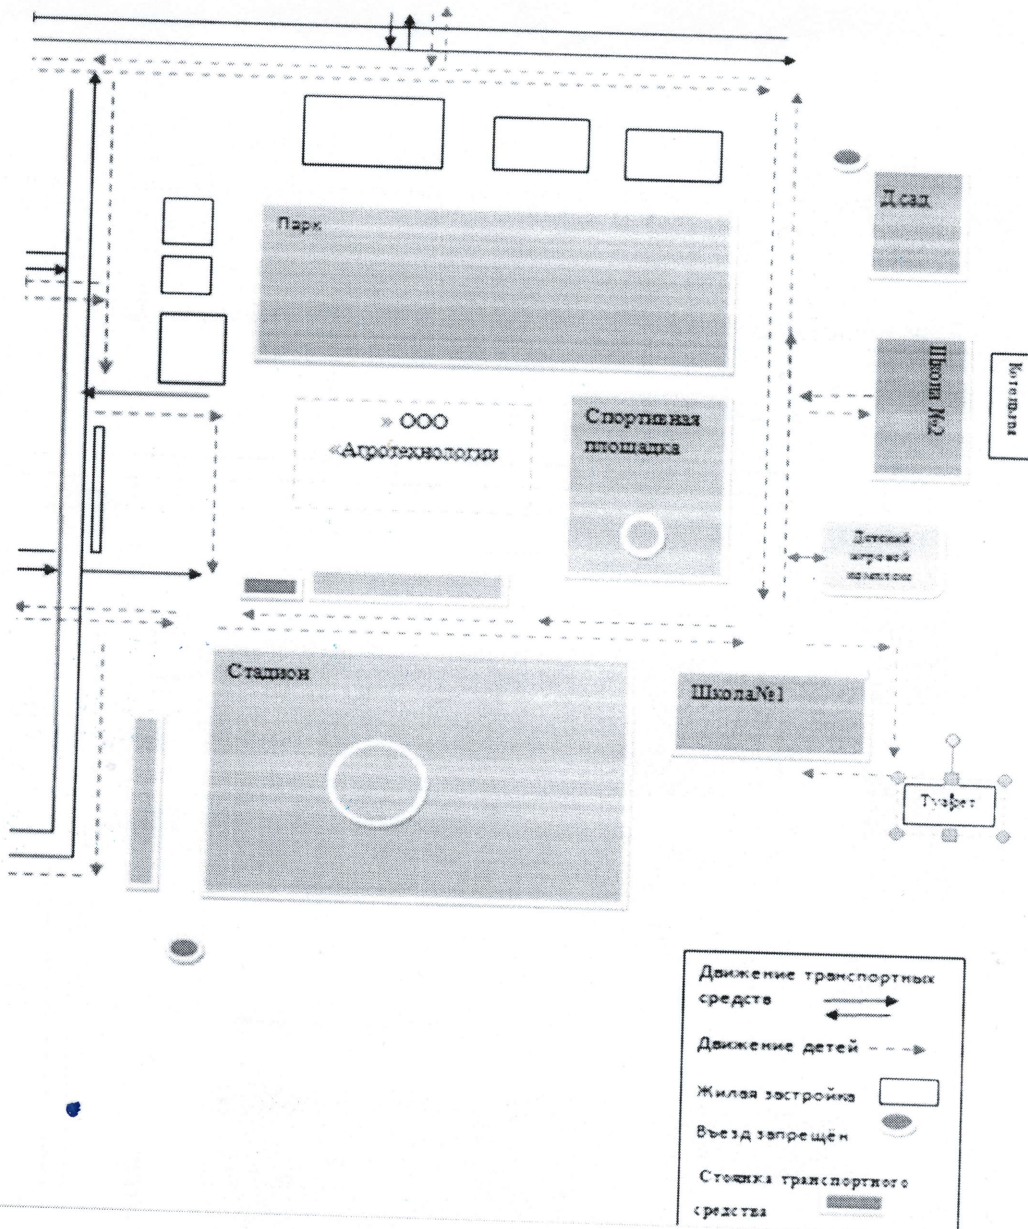 Парк
Дсад
Школа №2
Котельная
» ООО
«Агротехнологии
Спортивная
площадка
Детский
игровой
комплекс
Стадион
Школа№1
Туалет
Движение транспортных
средств
Движение детей
Жилая застройка
Въезд запрещён
Стоянка транспортного
средства